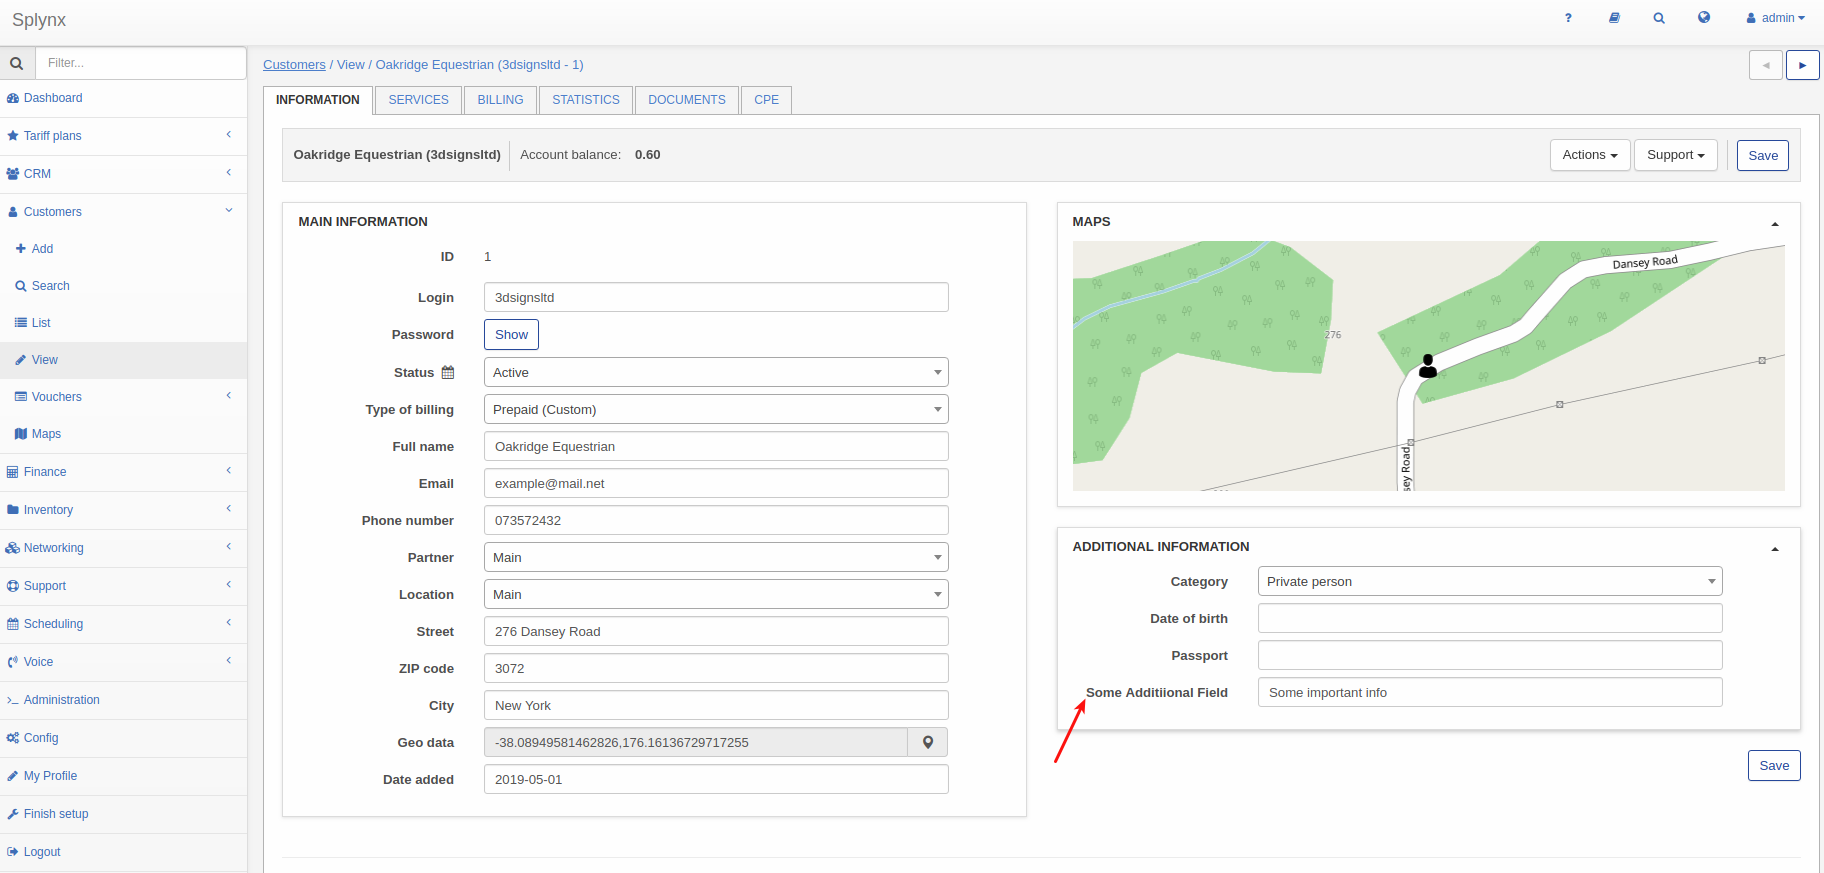 Splynx
?
admin
Filter...
Customers / View / Oakridge Equestrian (3dsignsltd - 1)
Dashboard
Tariff plans
CRM
Customers
Add
Search
List
View
Vouchers
Maps
Finance
Inventory
Networking
Support
Scheduling
Voice
Administration
Config
My Profile
Finish setup
Logout
INFORMATION
SERVICES
BILLING
STATISTICS
DOCUMENTS
CPE
Oakridge Equestrian (3dsignsltd)
Account balance: 0.60
Actions
Support
Save
MAIN INFORMATION
ID 1
Login 3dsignsltd
Password Show
Status Active
Type of billing Prepaid (Custom)
Full name Oakridge Equestrian
Email example@mail.net
Phone number 073572432
Partner Main
Location Main
Street 276 Dansey Road
ZIP code 3072
City New York
Geo data -38.08949581462826,176.16136729717255
Date added 2019-05-01
MAPS
Dansey Road
276
sey Road
ADDITIONAL INFORMATION
Category Private person
Date of birth
Passport
Some Additiional Field Some important info
Save